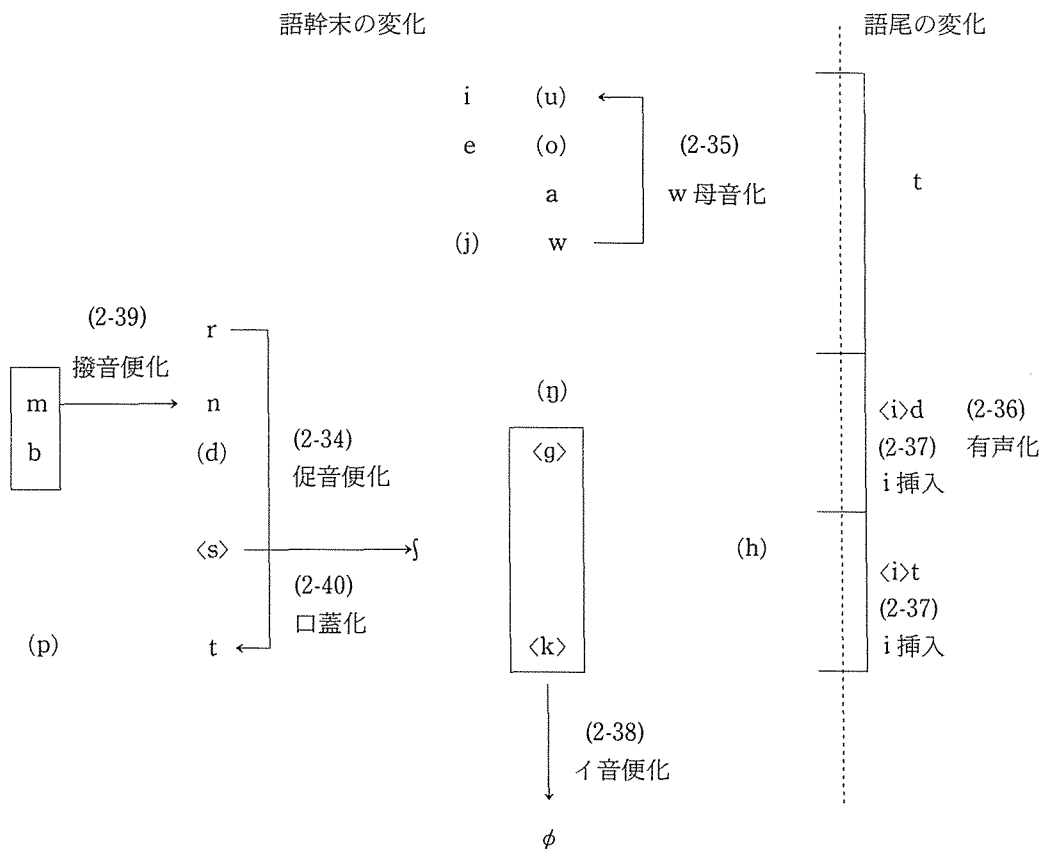 語幹末の変化 語尾の変化
i (u)
e (o) (2-35)
a w 母音化 t
(j) w
(2-39) r
撥音便化
(ŋ)
m n <i>d (2-36)
b (d) (2-34) <g> (2-37) 有声化
促音便化 i 挿入
<s> ʃ (h)
(2-40) <i>t
口蓋化 (2-37)
(p) t <k> i 挿入
(2-38)
イ音便化
φ